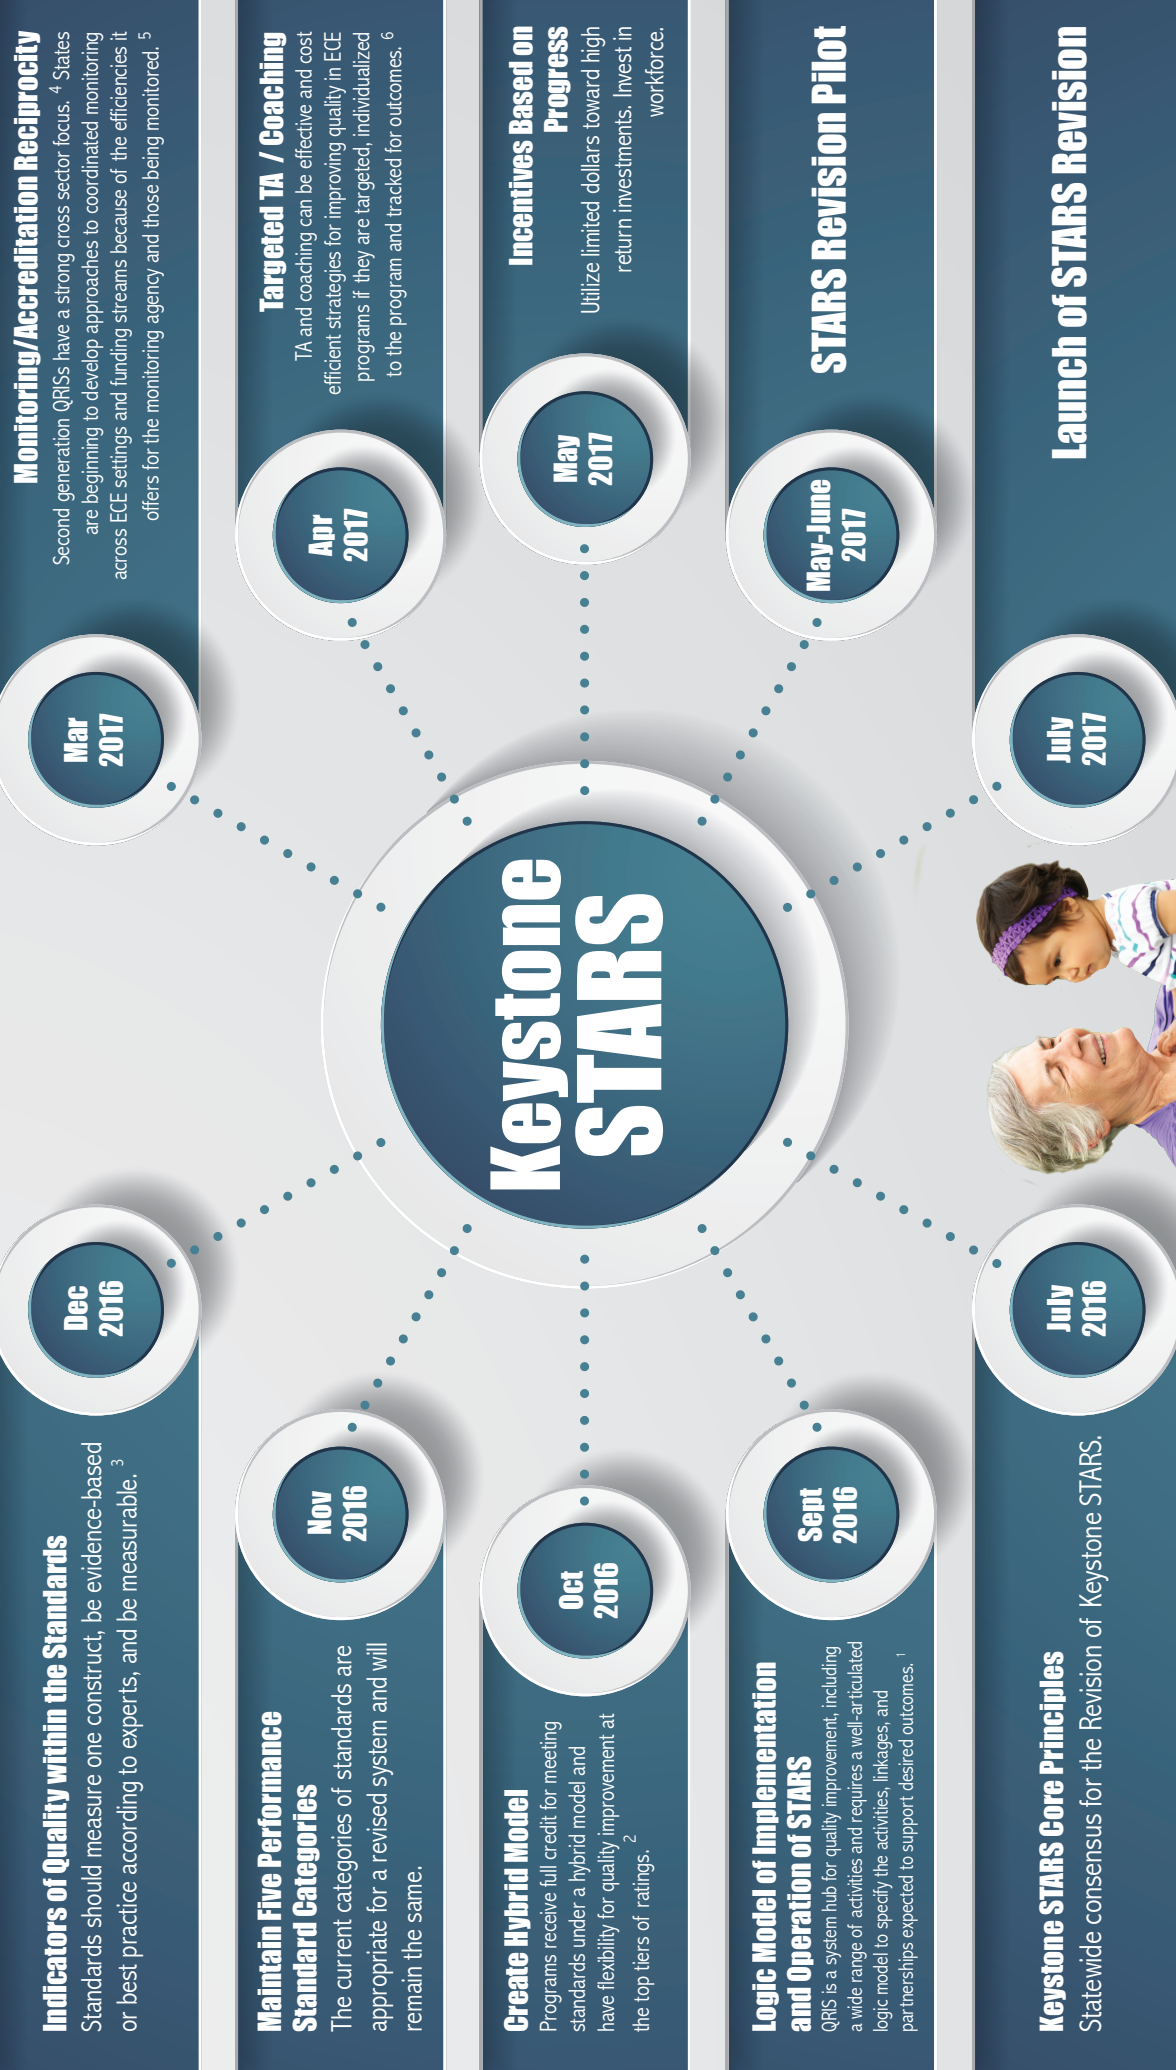 Indicators of Quality within the Standards
Standards should measure one construct, be evidence-based
or best practice according to experts, and be measurable. 3
Dec
2016
Maintain Five Performance
Standard Categories
The current categories of standards are
appropriate for a revised system and will
remain the same.
Nov
2016
Create Hybrid Model
Programs receive full credit for meeting
standards under a hybrid model and
have flexibility for quality improvement at
the top tiers of ratings. 2
Oct
2016
Logic Model of Implementation
and Operation of STARS
QRIS is a system hub for quality improvement, including
a wide range of activities and requires a well-articulated
logic model to specify the activities, linkages, and
partnerships expected to support desired outcomes. 1
Sept
2016
Keystone STARS Core Principles
Statewide consensus for the Revision of Keystone STARS.
July
2016
Keystone
STARS
Mar
2017
Monitoring/Accreditation Reciprocity
Second generation QRISs have a strong cross sector focus. 4 States
are beginning to develop approaches to coordinated monitoring
across ECE settings and funding streams because of the efficiencies it
offers for the monitoring agency and those being monitored. 5
Apr
2017
Targeted TA / Coaching
TA and coaching can be effective and cost
efficient strategies for improving quality in ECE
programs if they are targeted, individualized
to the program and tracked for outcomes. 6
May
2017
Incentives Based on
Progress
Utilize limited dollars toward high
return investments. Invest in
workforce.
May-June
2017
STARS Revision Pilot
July
2017
Launch of STARS Revision